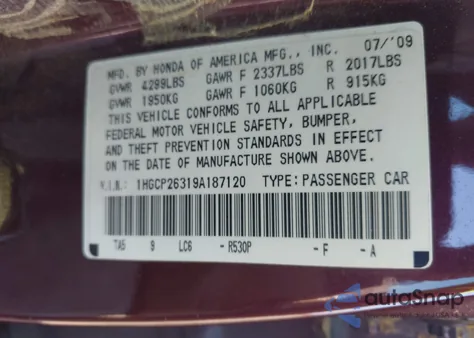 MFD. BY HONDA OF AMERICA MFG., INC. 07/'09
GVWR 4299LBS GAWR F 2337LBS R 2017LBS
GVWR 1950KG GAWR F 1060KG R 915KG
THIS VEHICLE CONFORMS TO ALL APPLICABLE
FEDERAL MOTOR VEHICLE SAFETY, BUMPER,
AND THEFT PREVENTION STANDARDS IN EFFECT
ON THE DATE OF MANUFACTURE SHOWN ABOVE.
V.I.N.: 1HGCP26319A187120 TYPE: PASSENGER CAR
TA5 9 LC6 - R530P - F - A
autoSnap